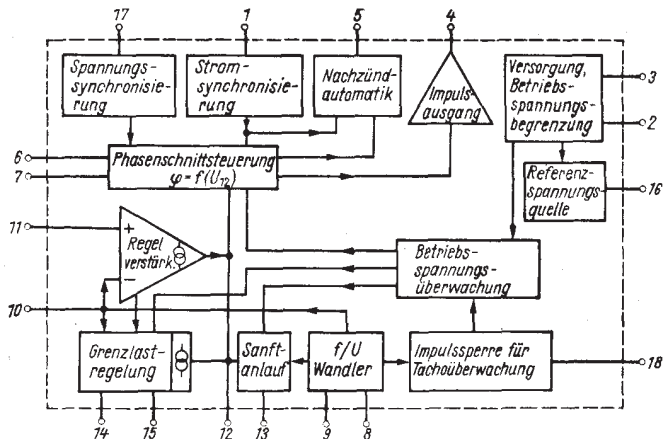 17
1
5
4
Spannungs-
synchronisie-
rung
Strom-
synchronisie-
rung
Nachzünd-
automatik
Impuls-
ausgang
Versorgung,
Betriebs-
spannungs-
begrenzung
3
2
6
7
Phasenschnittsteuerung
φ = f(U12)
Referenz-
spannungs-
quelle
16
11
+
−
Regel
verstärk.
10
Betriebs-
spannungs-
überwachung
Grenzlast-
regelung
Sanft-
anlauf
f/U
Wandler
Impulssperre für
Tachoüberwachung
18
14
15
12
13
9
8